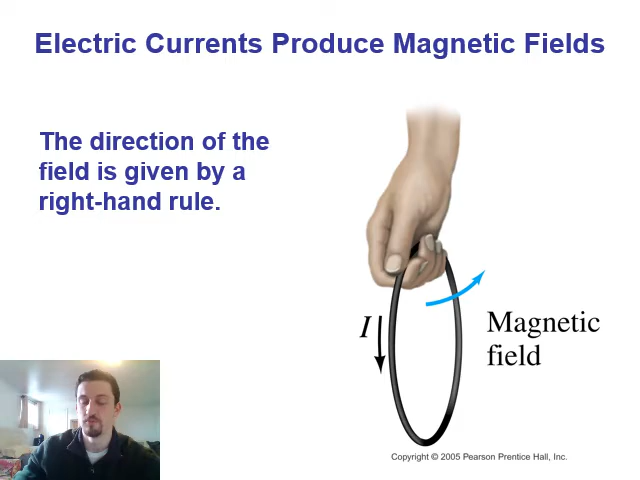 Electric Currents Produce Magnetic Fields
The direction of the
field is given by a
right-hand rule.
I
Magnetic
field
Copyright © 2005 Pearson Prentice Hall, Inc.